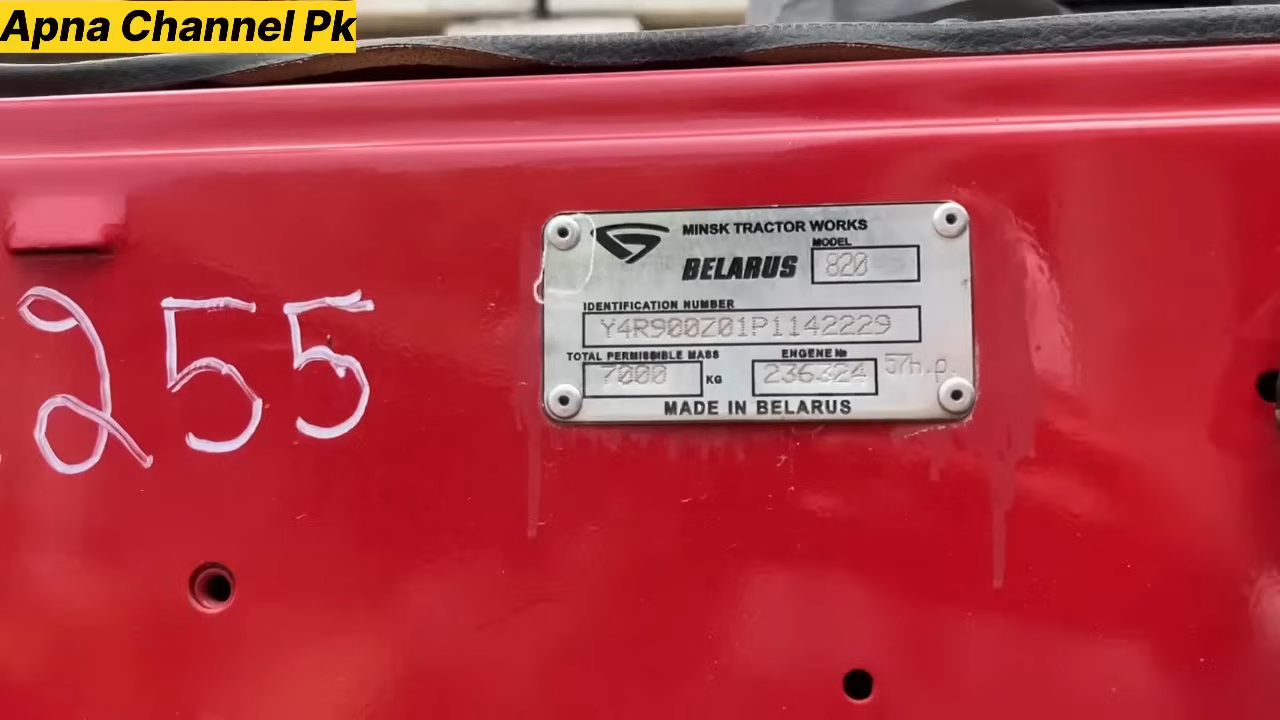 Apna Channel Pk
255
MINSK TRACTOR WORKS
MODEL
BELARUS 820
IDENTIFICATION NUMBER
Y4R900Z01P1142229
TOTAL PERMISSIBLE MASS ENGENE №
7000 KG 236324 57h.p.
MADE IN BELARUS